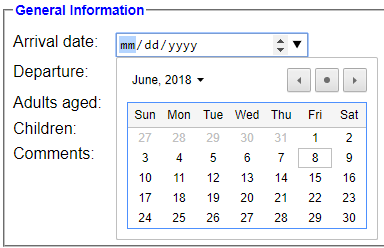 General Information
Arrival date: mm/dd/yyyy
Departure:
June, 2018
Adults aged:
Children:
Comments:
Sun Mon Tue Wed Thu Fri Sat
27 28 29 30 31 1 2
3 4 5 6 7 8 9
10 11 12 13 14 15 16
17 18 19 20 21 22 23
24 25 26 27 28 29 30